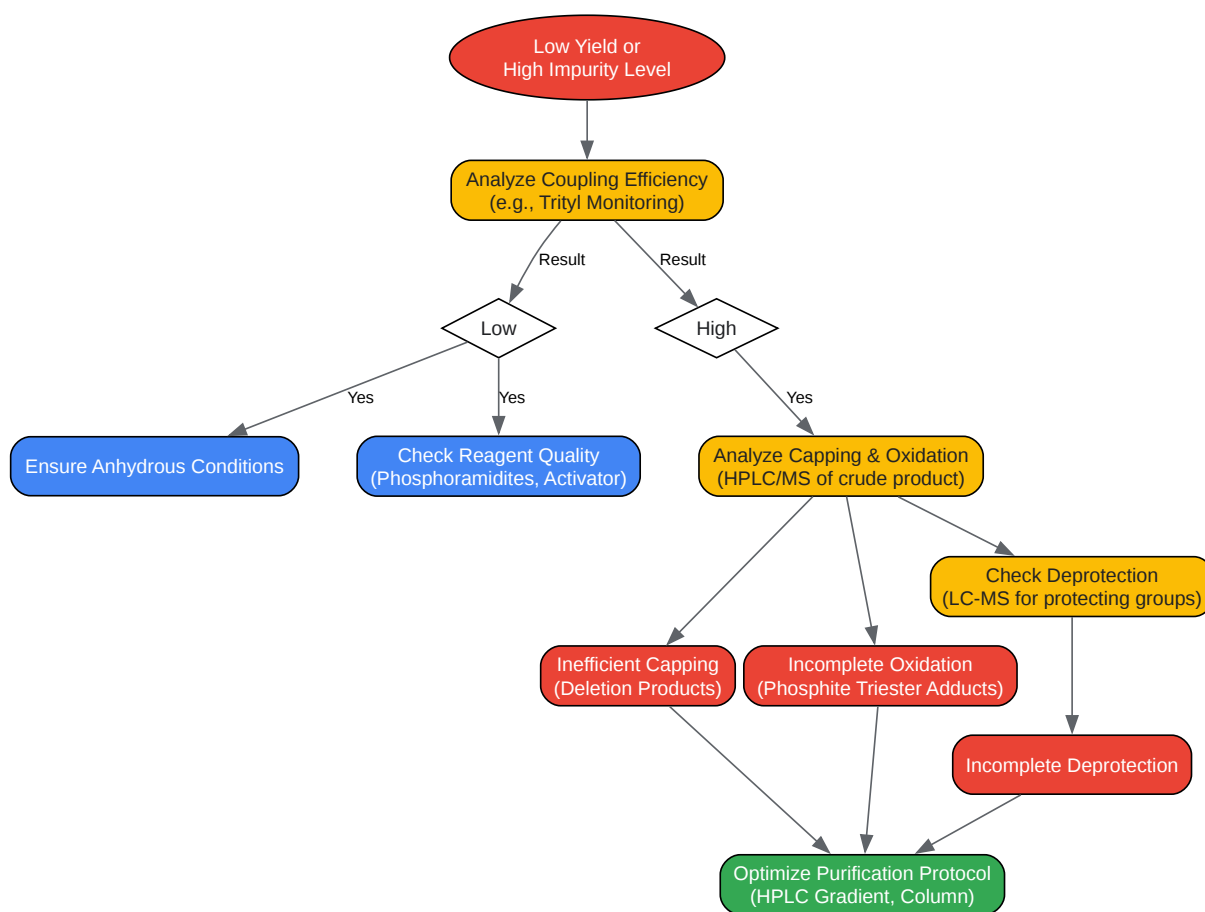 Low Yield or
High Impurity Level
Analyze Coupling Efficiency
(e.g., Trityl Monitoring)
Result
Result
Low
High
Yes
Yes
Yes
Ensure Anhydrous Conditions
Check Reagent Quality
(Phosphoramidites, Activator)
Analyze Capping & Oxidation
(HPLC/MS of crude product)
Check Deprotection
(LC-MS for protecting groups)
Inefficient Capping
(Deletion Products)
Incomplete Oxidation
(Phosphite Triester Adducts)
Incomplete Deprotection
Optimize Purification Protocol
(HPLC Gradient, Column)